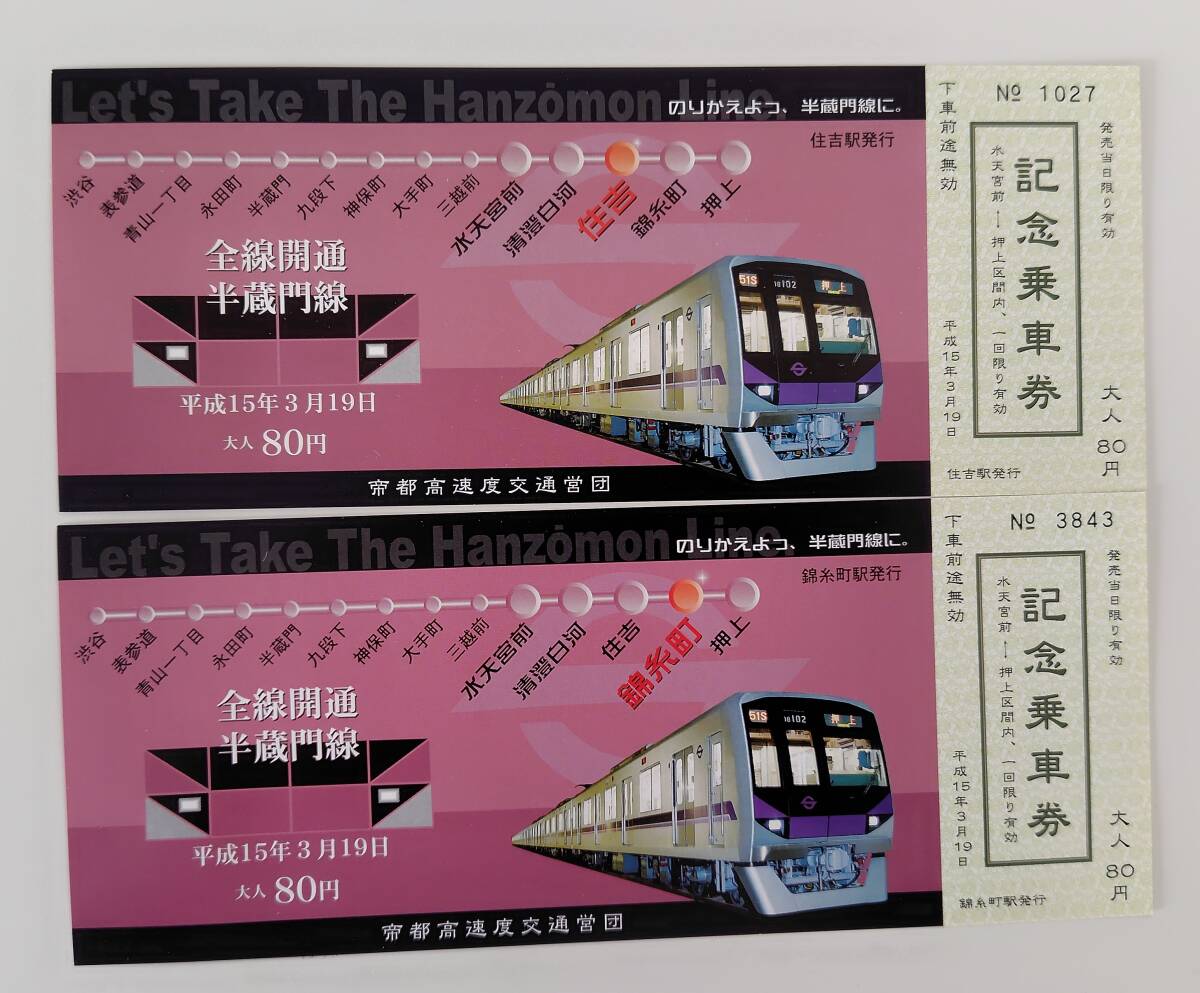 Let's Take The Hanzōmon Line.
のりかえよっ、半蔵門線に。
住吉駅発行
渋谷
表参道
青山一丁目
永田町
半蔵門
九段下
神保町
大手町
三越前
水天宮前
清澄白河
住吉
錦糸町
押上
全線開通
半蔵門線
平成15年3月19日
大人 80円
51S
押上
帝都高速度交通営団
№ 1027
発売当日限り有効
記念乗車券
水天宮前↔押上区間内、一回限り有効
下車前途無効
平成15年3月19日
大人80円
住吉駅発行
Let's Take The Hanzōmon Line.
のりかえよっ、半蔵門線に。
錦糸町駅発行
渋谷
表参道
青山一丁目
永田町
半蔵門
九段下
神保町
大手町
三越前
水天宮前
清澄白河
住吉
錦糸町
押上
全線開通
半蔵門線
平成15年3月19日
大人 80円
51S
押上
帝都高速度交通営団
№ 3843
発売当日限り有効
記念乗車券
水天宮前↔押上区間内、一回限り有効
下車前途無効
平成15年3月19日
大人80円
錦糸町駅発行